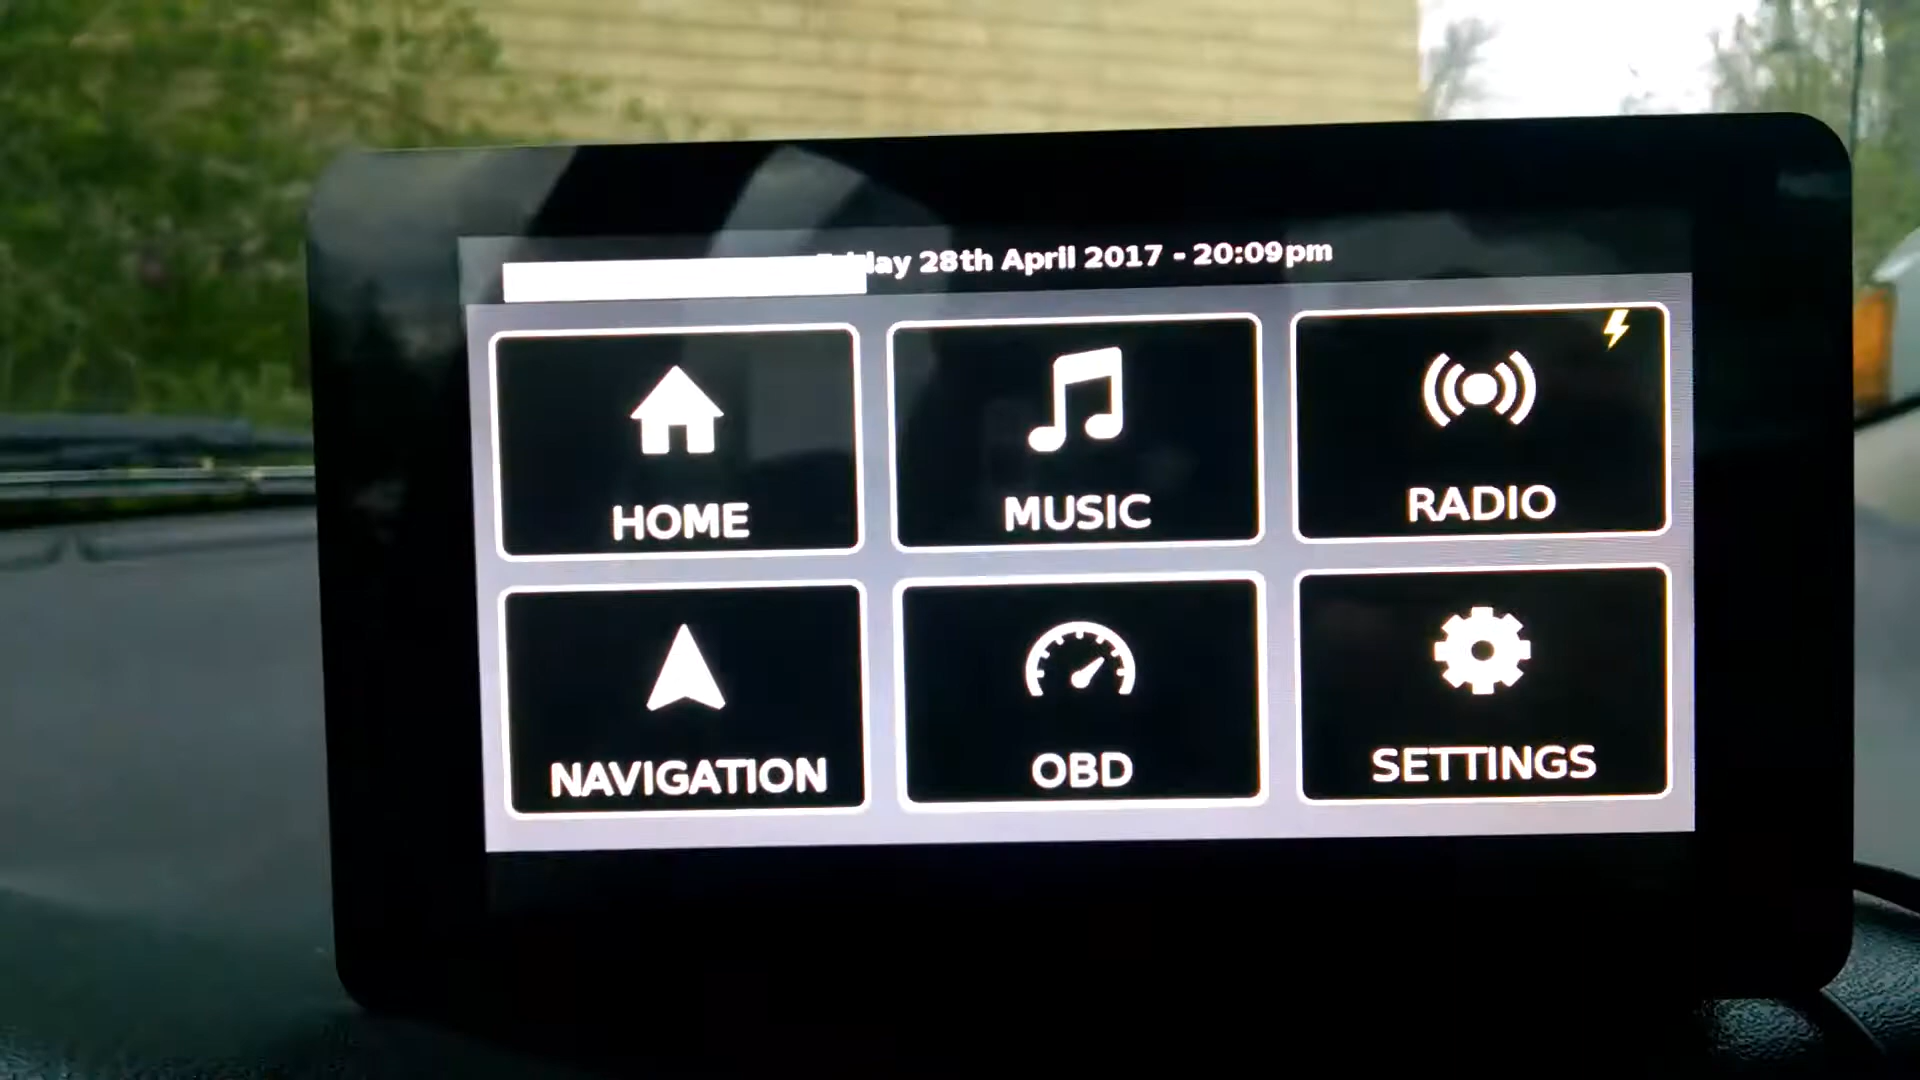 28th April 2017 - 20:09pm
HOME
MUSIC
RADIO
NAVIGATION
OBD
SETTINGS